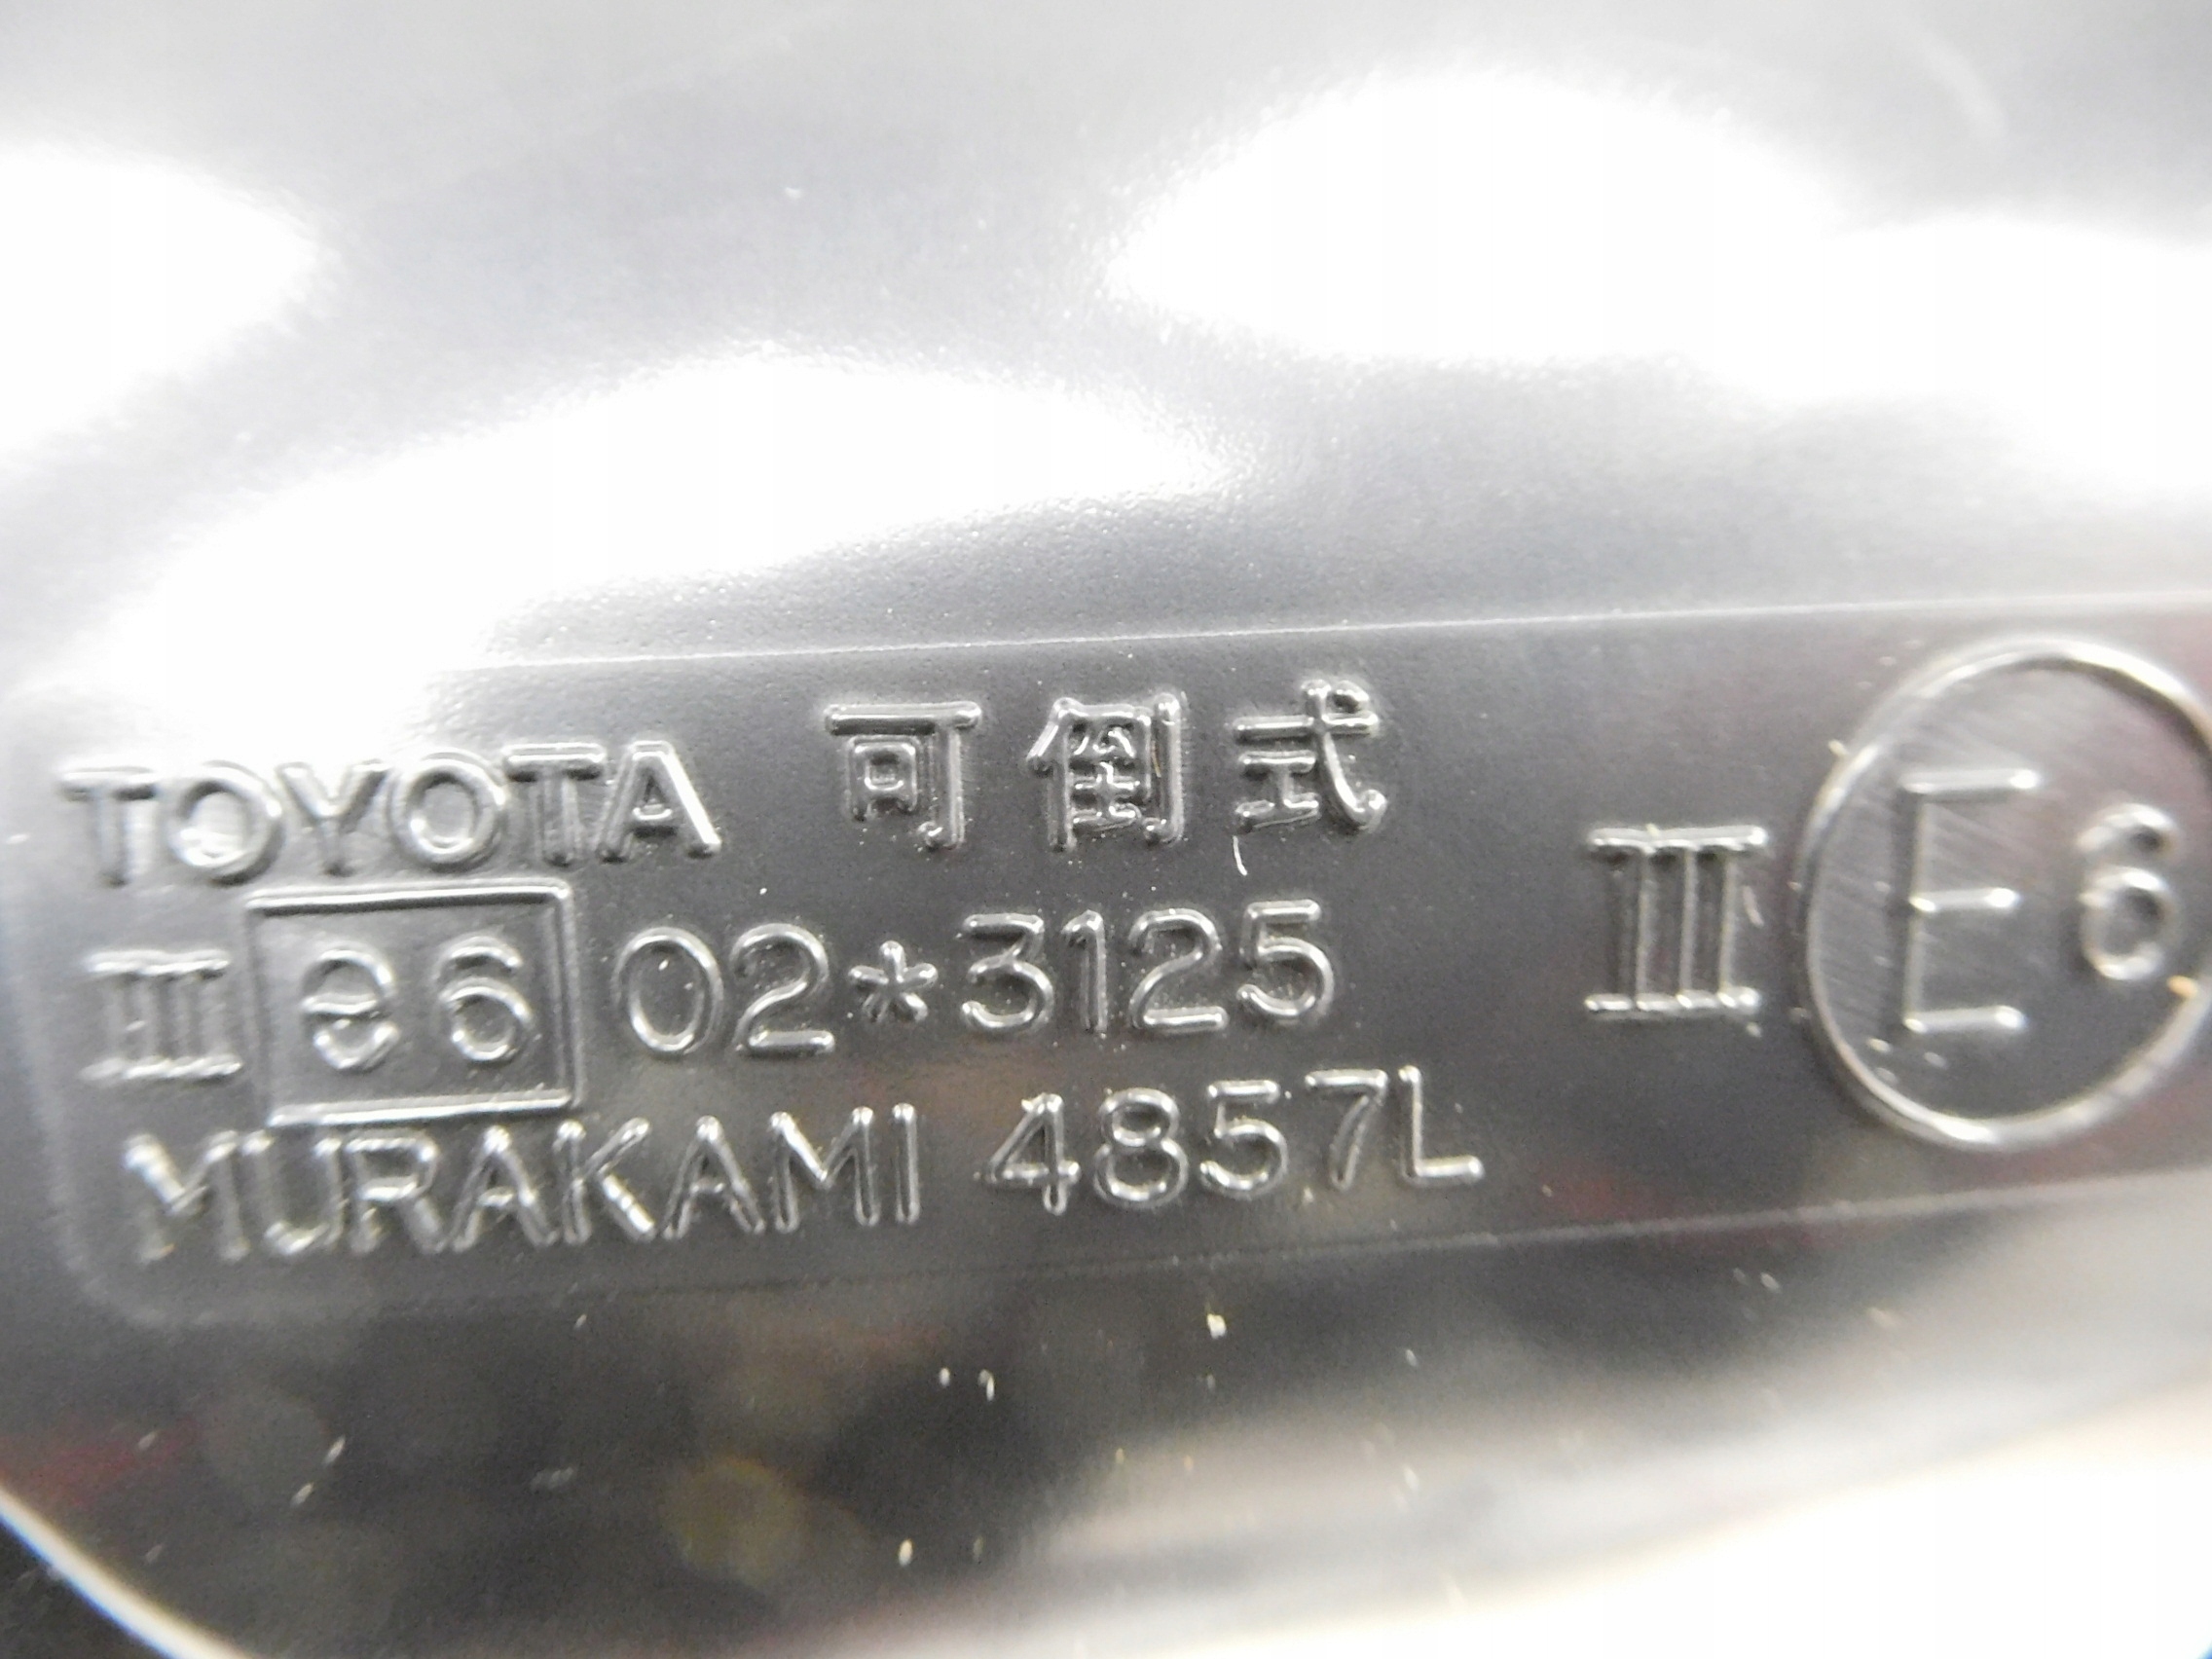 TOYOTA 可倒式
III e6 02*3125
MURAKAMI 4857L
III E6